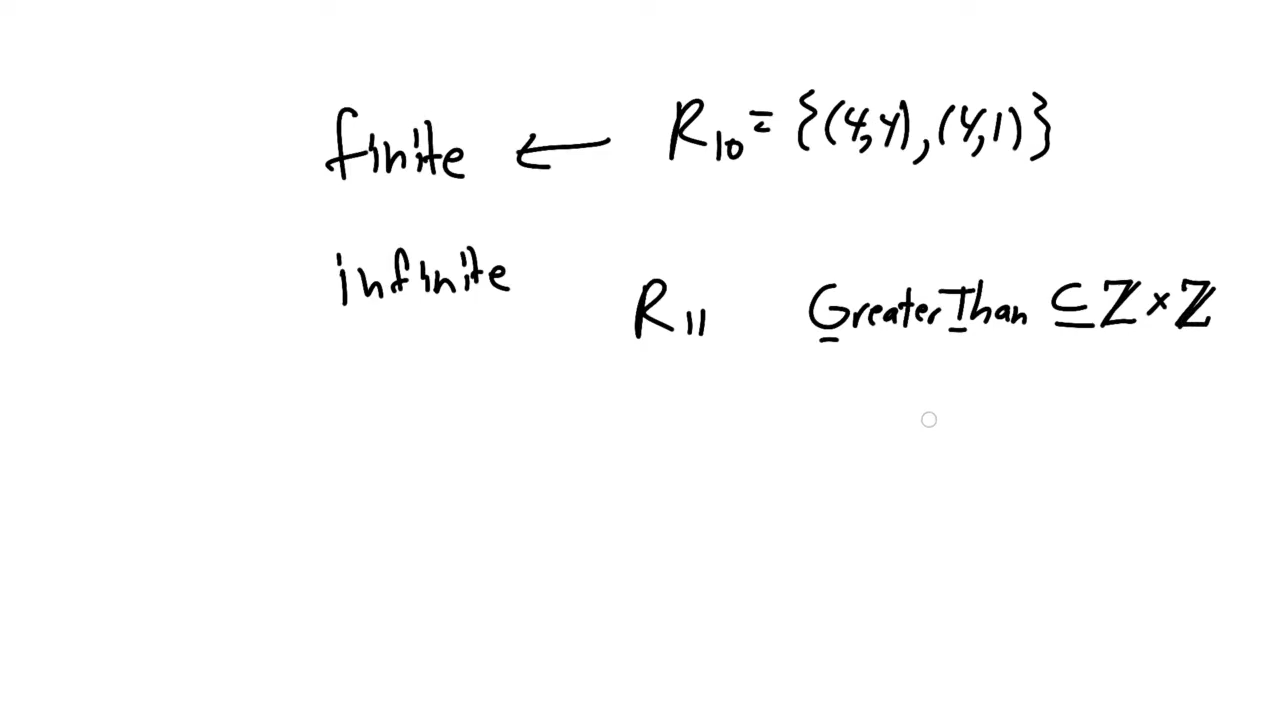 finite ← R₁₀ = {(4,4),(4,1)}
infinite
R₁₁ GreaterThan ⊆ ℤ × ℤ